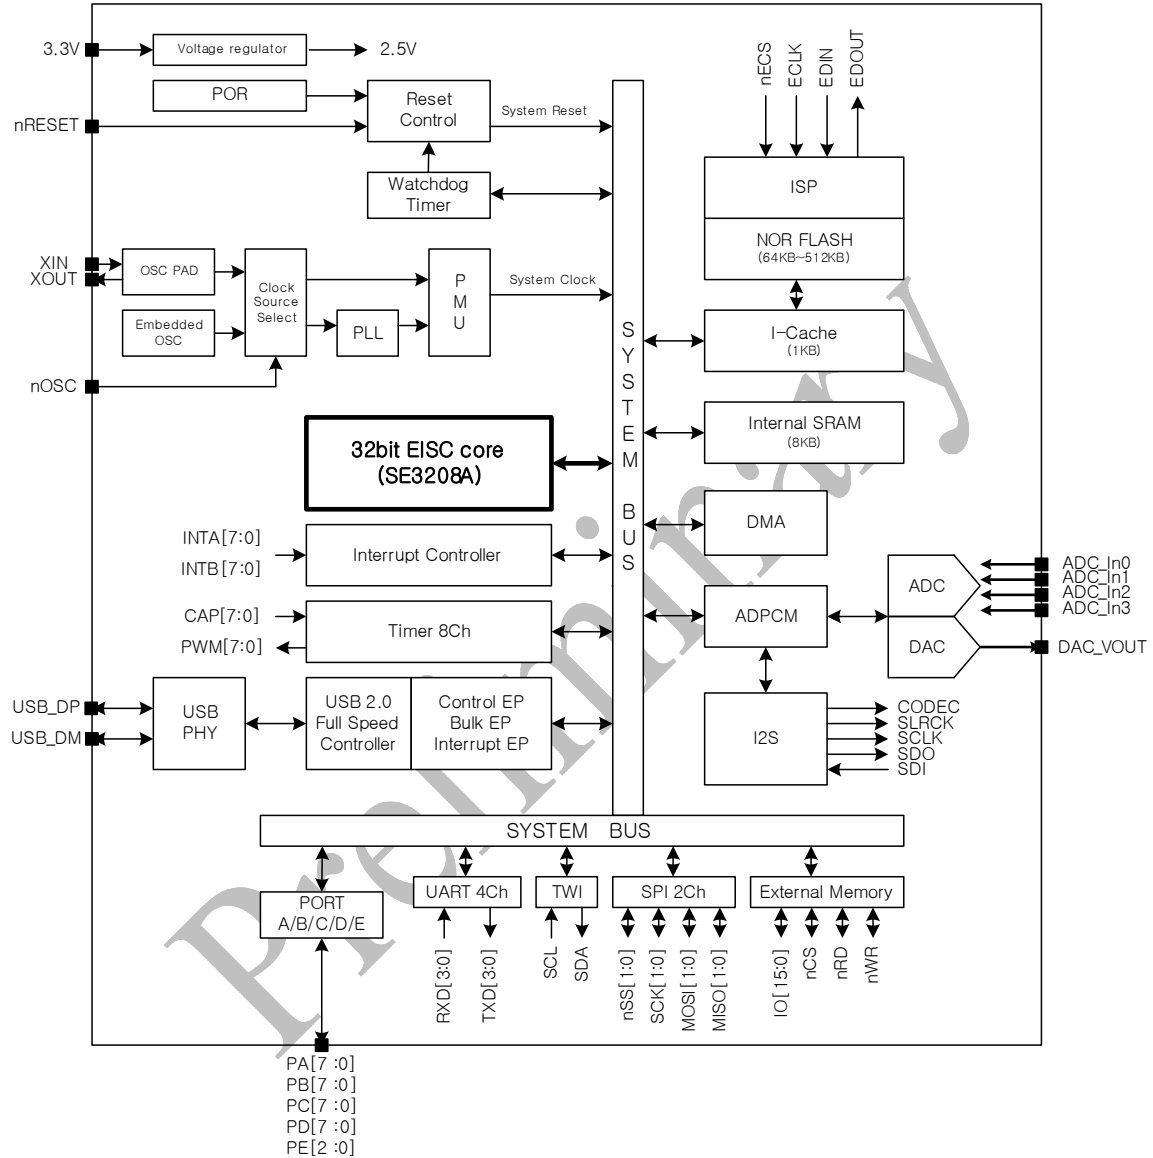 3.3V
Voltage regulator
2.5V
POR
Reset
Control
System Reset
nRESET
Watchdog
Timer
nECS
ECLK
EDIN
EDOUT
ISP
NOR FLASH
(64KB~512KB)
XIN
XOUT
OSC PAD
Clock
Source
Select
Embedded
OSC
PLL
P
M
U
System Clock
nOSC
I-Cache
(1KB)
Internal SRAM
(8KB)
32bit EISC core
(SE3208A)
S
Y
S
T
E
M
B
U
S
DMA
INTA[7:0]
INTB[7:0]
Interrupt Controller
ADC
ADC_In0
ADC_In1
ADC_In2
ADC_In3
CAP[7:0]
PWM[7:0]
Timer 8Ch
ADPCM
DAC
DAC_VOUT
USB_DP
USB_DM
USB
PHY
USB 2.0
Full Speed
Controller
Control EP
Bulk EP
Interrupt EP
I2S
CODEC
SLRCK
SCLK
SDO
SDI
SYSTEM BUS
PORT
A/B/C/D/E
UART 4Ch
TWI
SPI 2Ch
External Memory
RXD[3:0]
TXD[3:0]
SCL
SDA
nSS[1:0]
SCK[1:0]
MOSI[1:0]
MISO[1:0]
IO[15:0]
nCS
nRD
nWR
PA[7 :0]
PB[7 :0]
PC[7 :0]
PD[7 :0]
PE[2 :0]
Preliminary